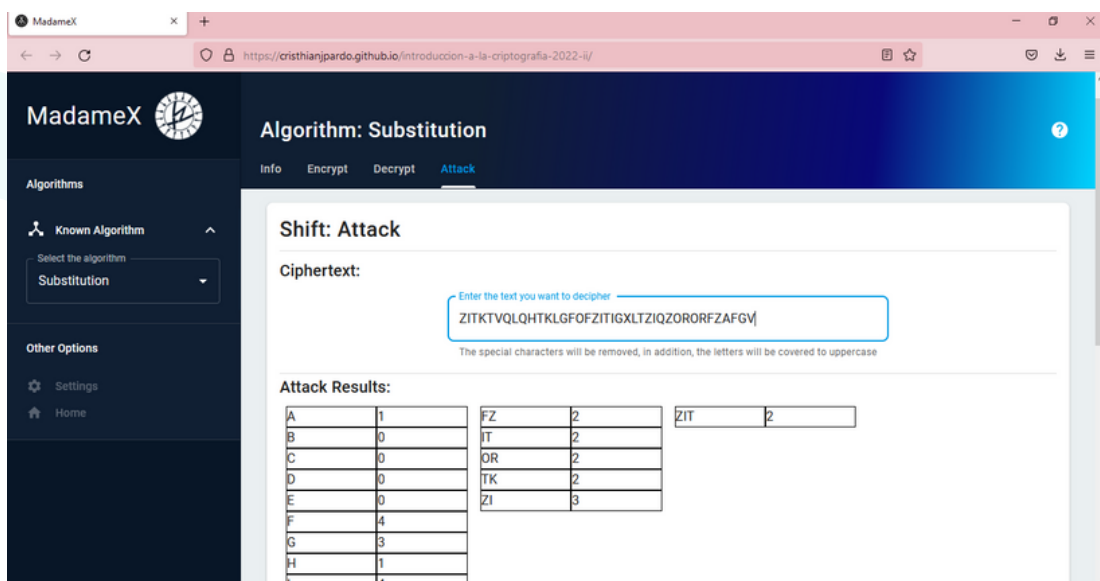 MadameX
https://cristhianjpardo.github.io/introduccion-a-la-criptografia-2022-ii/
MadameX
Algorithm: Substitution
Info Encrypt Decrypt Attack
Algorithms
Known Algorithm
Select the algorithm
Substitution
Other Options
Settings
Home
Shift: Attack
Ciphertext:
Enter the text you want to decipher
ZITKTVQLQHTKLGFOFZITIGXLTZIQZORORFZAFGV
The special characters will be removed, in addition, the letters will be covered to uppercase
Attack Results:
A 1 FZ 2 ZIT 2
B 0 IT 2
C 0 OR 2
D 0 TK 2
E 0 ZI 3
F 4
G 3
H 1